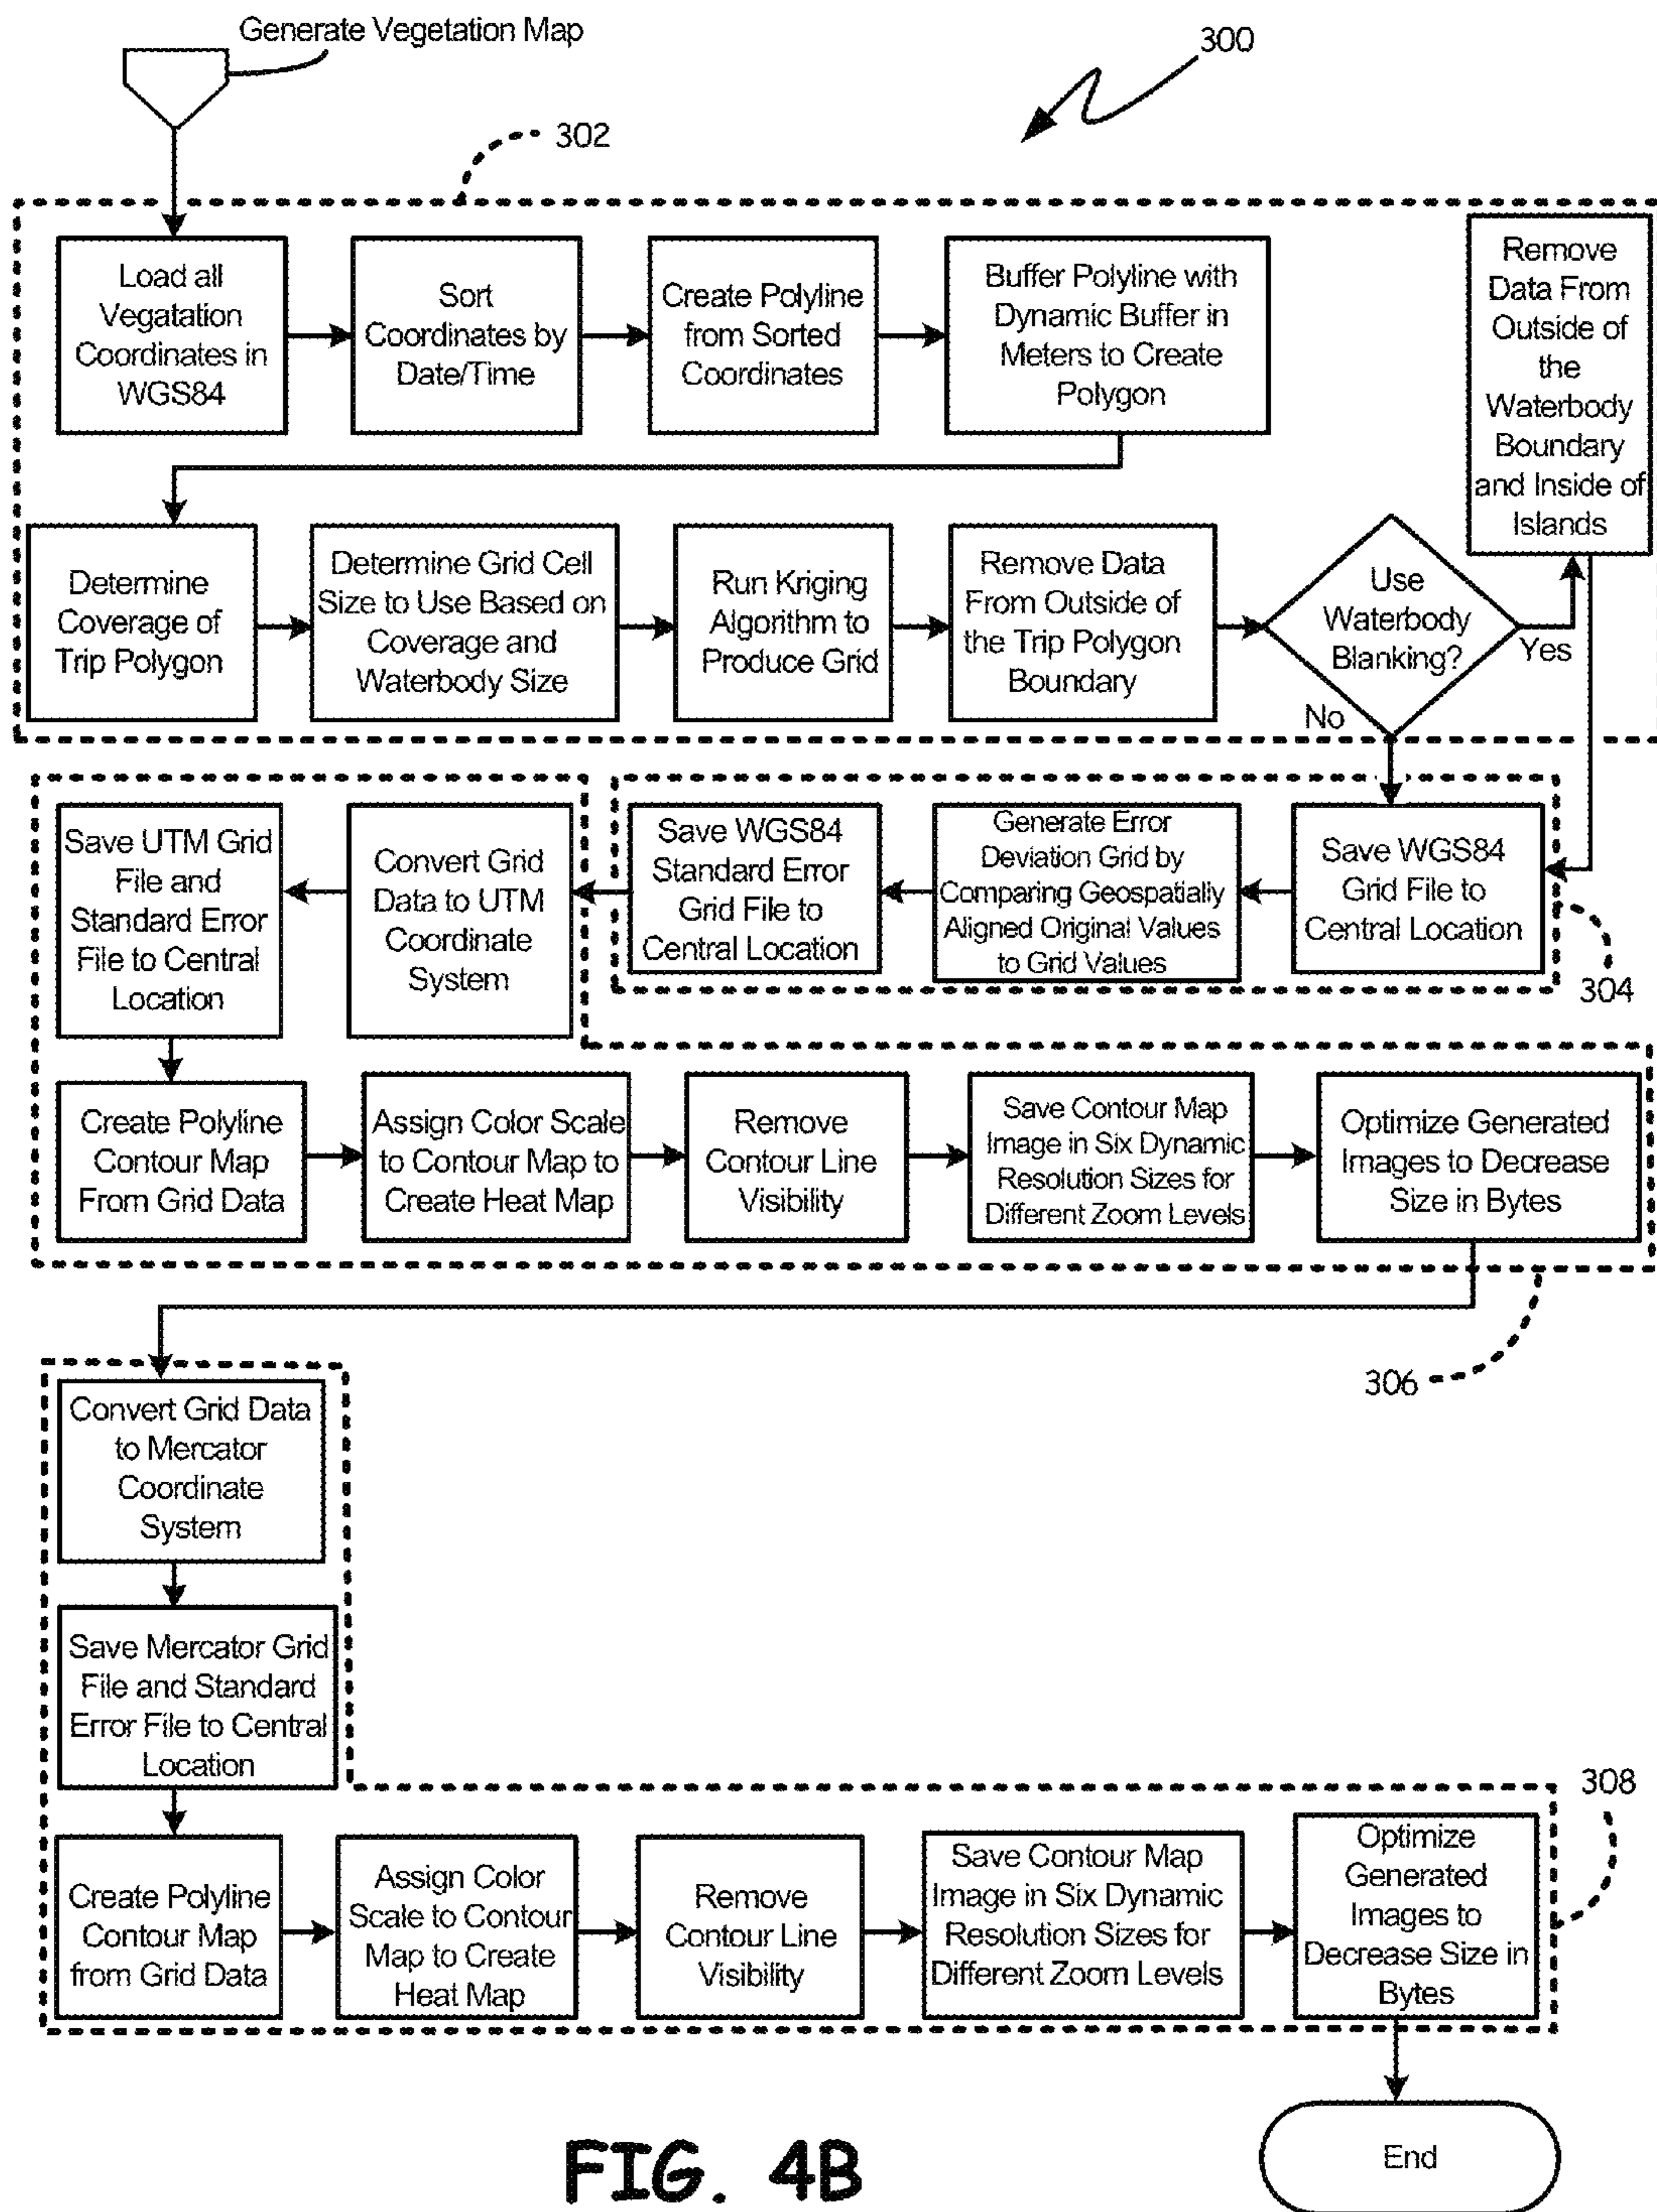 Generate Vegetation Map
300
302
Load all
Vegatation
Coordinates in
WGS84
Sort
Coordinates by
Date/Time
Create Polyline
from Sorted
Coordinates
Buffer Polyline with
Dynamic Buffer in
Meters to Create
Polygon
Remove
Data From
Outside of
the
Waterbody
Boundary
and Inside of
Islands
Determine
Coverage of
Trip Polygon
Determine Grid Cell
Size to Use Based on
Coverage and
Waterbody Size
Run Kriging
Algorithm to
Produce Grid
Remove Data
From Outside of
the Trip Polygon
Boundary
Use
Waterbody
Blanking?
Yes
No
Save WGS84
Grid File to
Central Location
Generate Error
Deviation Grid by
Comparing Geospatially
Aligned Original Values
to Grid Values
Save WGS84
Standard Error
Grid File to
Central Location
304
Convert Grid
Data to UTM
Coordinate
System
Save UTM Grid
File and
Standard Error
File to Central
Location
Create Polyline
Contour Map
From Grid Data
Assign Color Scale
to Contour Map to
Create Heat Map
Remove
Contour Line
Visibility
Save Contour Map
Image in Six Dynamic
Resolution Sizes for
Different Zoom Levels
Optimize Generated
Images to Decrease
Size in Bytes
306
Convert Grid Data
to Mercator
Coordinate
System
Save Mercator Grid
File and Standard
Error File to Central
Location
308
Create Polyline
Contour Map
from Grid Data
Assign Color
Scale to Contour
Map to Create
Heat Map
Remove
Contour Line
Visibility
Save Contour Map
Image in Six Dynamic
Resolution Sizes for
Different Zoom Levels
Optimize
Generated
Images to
Decrease Size in
Bytes
End
FIG. 4B